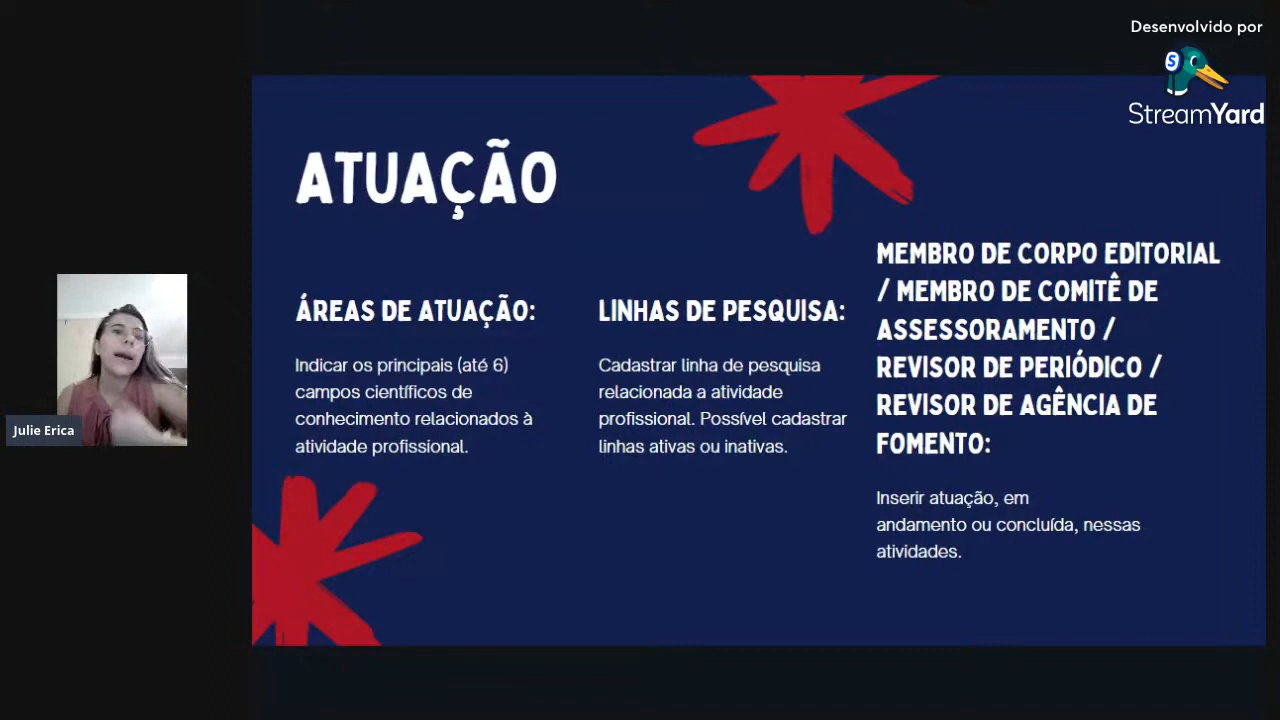 Desenvolvido por
StreamYard
ATUAÇÃO
ÁREAS DE ATUAÇÃO:
Indicar os principais (até 6)
campos científicos de
conhecimento relacionados à
atividade profissional.
LINHAS DE PESQUISA:
Cadastrar linha de pesquisa
relacionada a atividade
profissional. Possível cadastrar
linhas ativas ou inativas.
MEMBRO DE CORPO EDITORIAL
/ MEMBRO DE COMITÊ DE
ASSESSORAMENTO /
REVISOR DE PERIÓDICO /
REVISOR DE AGÊNCIA DE
FOMENTO:
Inserir atuação, em
andamento ou concluída, nessas
atividades.
Julie Erica